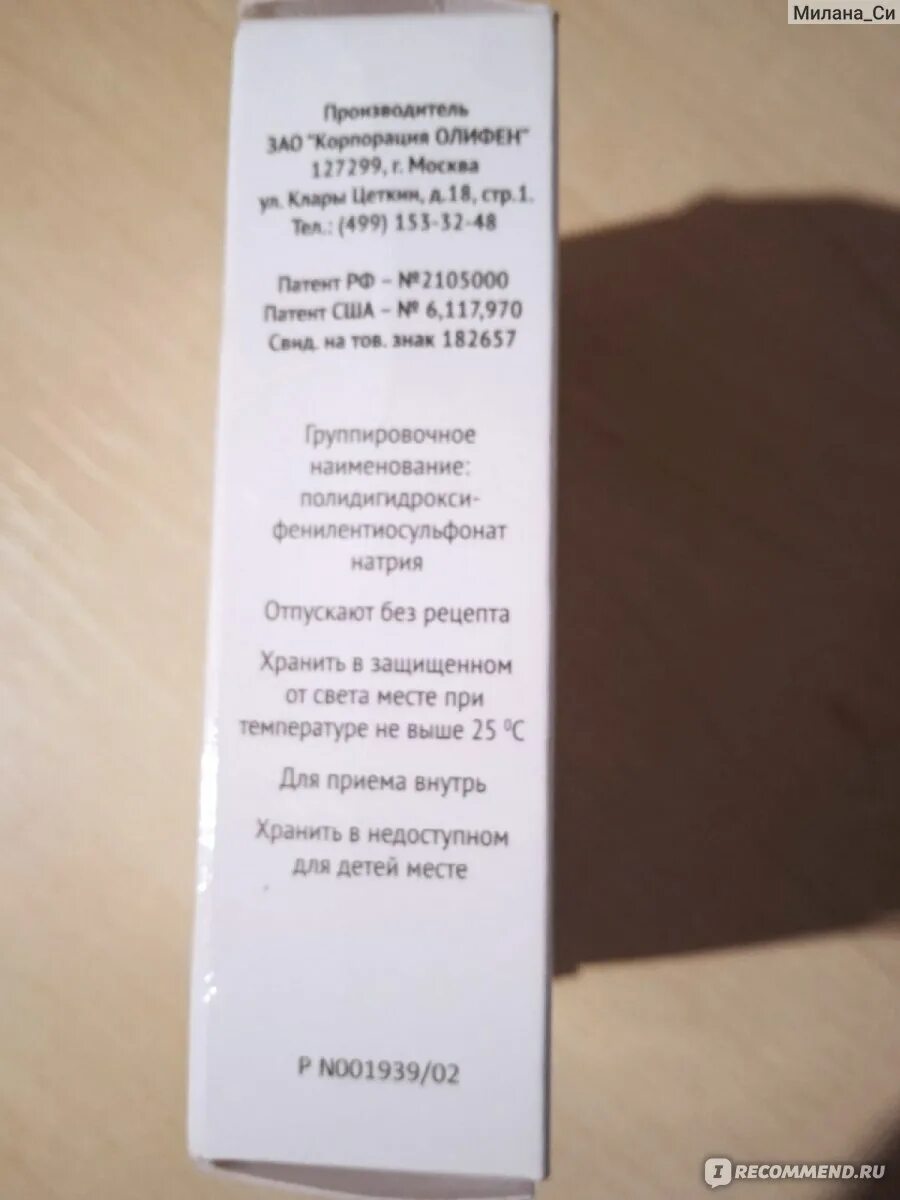 Милана_Си
Производитель
ЗАО "Корпорация ОЛИФЕН"
127299, г. Москва
ул. Клары Цеткин, д.18, стр.1.
Тел.: (499) 153-32-48
Патент РФ – №2105000
Патент США – № 6,117,970
Свид. на тов. знак 182657
Группировочное
наименование:
полидигидрокси-
фенилентиосульфонат
натрия
Отпускают без рецепта
Хранить в защищенном
от света месте при
температуре не выше 25 ⁰С
Для приема внутрь
Хранить в недоступном
для детей месте
Р N001939/02
IRECOMMEND.RU